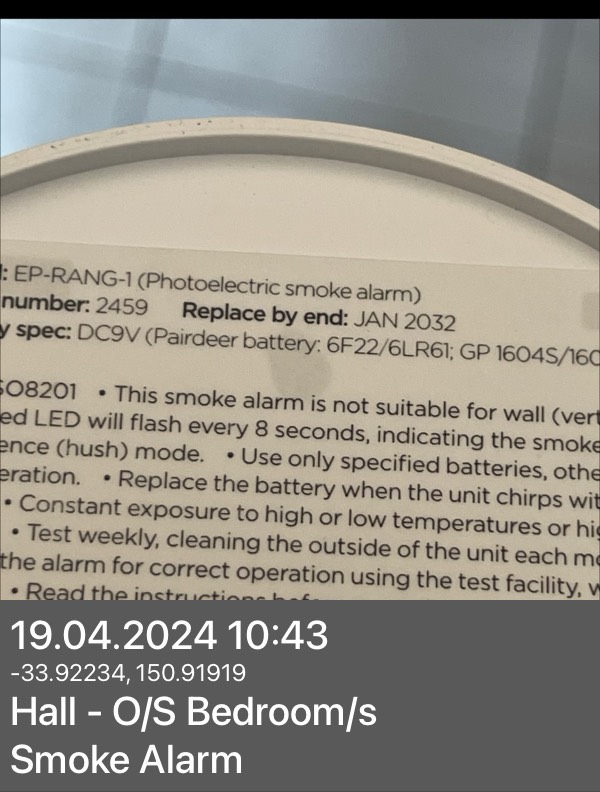 : EP-RANG-1 (Photoelectric smoke alarm)
number: 2459 Replace by end: JAN 2032
y spec: DC9V (Pairdeer battery: 6F22/6LR61; GP 1604S/160
SO8201 • This smoke alarm is not suitable for wall (vert
ed LED will flash every 8 seconds, indicating the smoke
ence (hush) mode. • Use only specified batteries, othe
eration. • Replace the battery when the unit chirps wit
• Constant exposure to high or low temperatures or hig
• Test weekly, cleaning the outside of the unit each mo
the alarm for correct operation using the test facility, w
• Read the instructions
19.04.2024 10:43
-33.92234, 150.91919
Hall - O/S Bedroom/s
Smoke Alarm